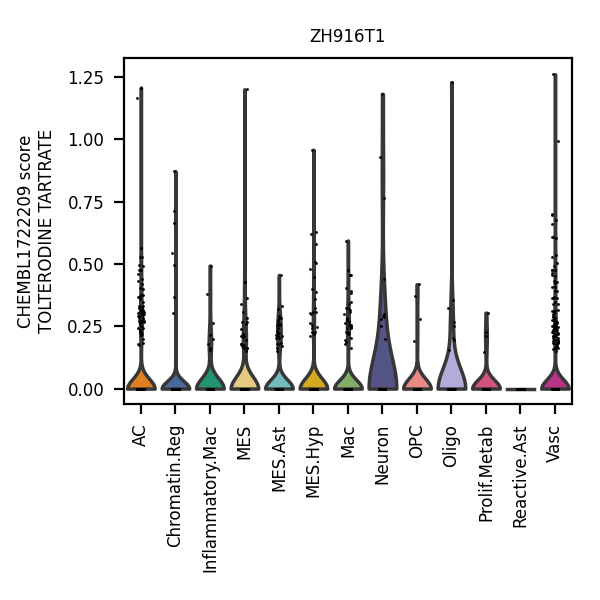 ZH916T1
CHEMBL1722209 score
TOLTERODINE TARTRATE
1.25
1.00
0.75
0.50
0.25
0.00
AC
Chromatin.Reg
Inflammatory.Mac
MES
MES.Ast
MES.Hyp
Mac
Neuron
OPC
Oligo
Prolif.Metab
Reactive.Ast
Vasc